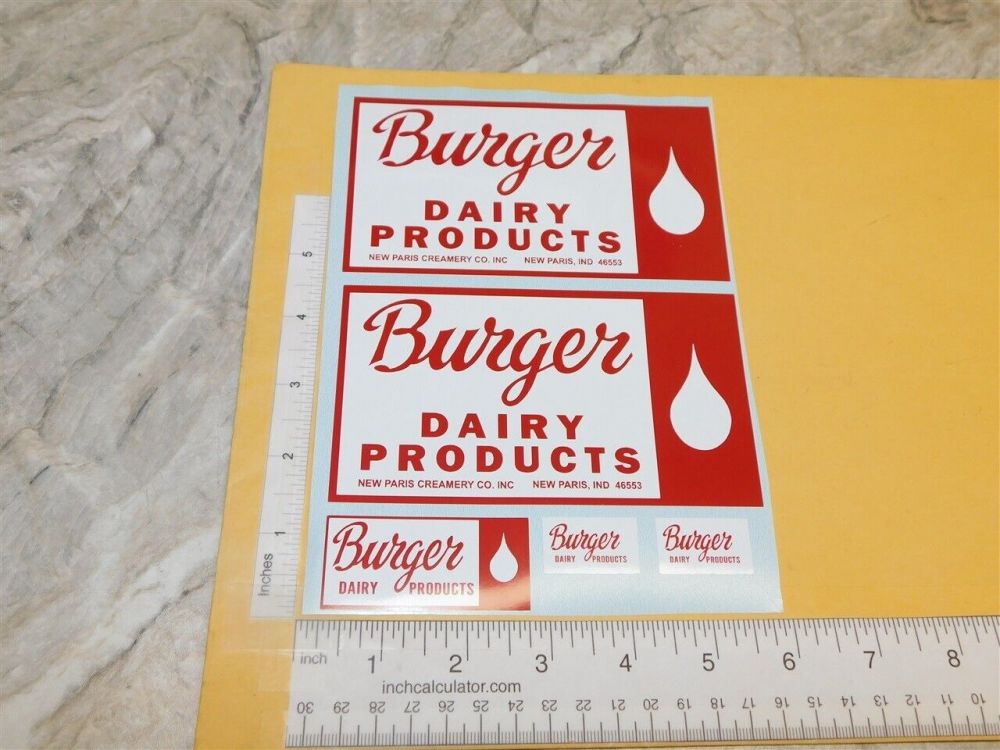 Burger
DAIRY
PRODUCTS
NEW PARIS CREAMERY CO. INC NEW PARIS, IND 46553
Burger
DAIRY
PRODUCTS
NEW PARIS CREAMERY CO. INC NEW PARIS, IND 46553
Burger
DAIRY PRODUCTS
Burger
DAIRY PRODUCTS
Burger
DAIRY PRODUCTS
5
4
3
2
1
Inches
inch 1 2 3 4 5 6 7 8
inchcalculator.com
30 29 28 27 26 25 24 23 22 21 20 19 18 17 16 15 14 13 12 11 10